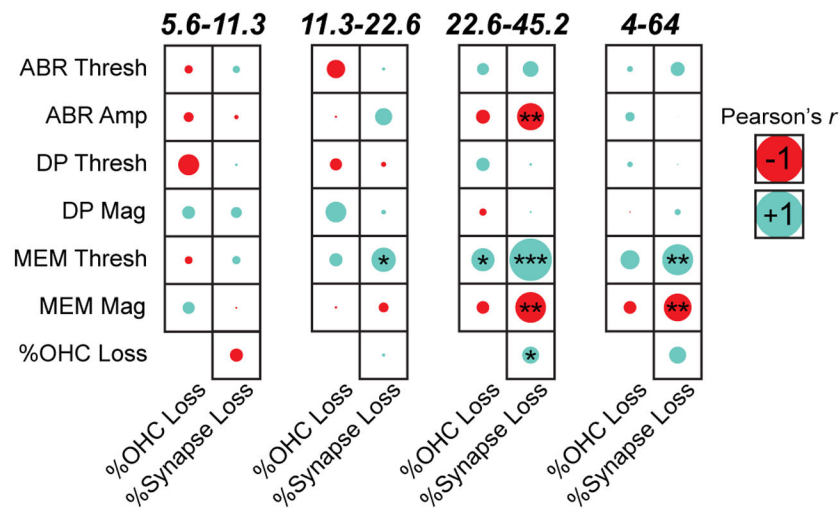 5.6-11.3 11.3-22.6 22.6-45.2 4-64
ABR Thresh
ABR Amp **
Pearson's r
DP Thresh -1
DP Mag +1
MEM Thresh * * *** **
MEM Mag ** **
%OHC Loss *
%OHC Loss %OHC Loss %OHC Loss %OHC Loss
%Synapse Loss %Synapse Loss %Synapse Loss %Synapse Loss